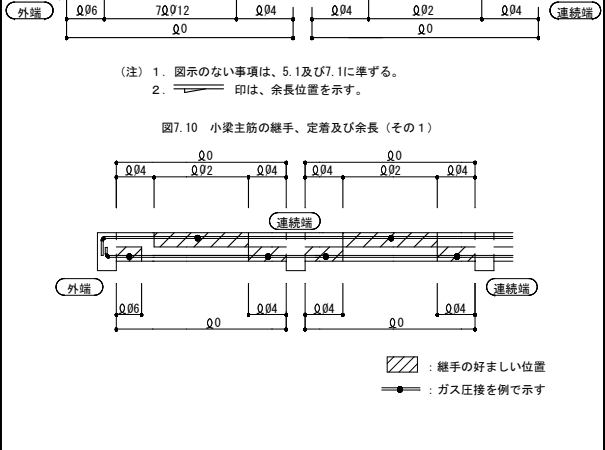 外端 ℓ0/6 7ℓ0/12 ℓ0/4 ℓ0/4 ℓ0/2 ℓ0/4 連続端
ℓ0 ℓ0
（注）１．図示のない事項は、5.1及び7.1に準ずる。
２． 印は、余長位置を示す。
図7.10 小梁主筋の継手、定着及び余長（その１）
ℓ0 ℓ0
ℓ0/4 ℓ0/2 ℓ0/4 ℓ0/4 ℓ0/2 ℓ0/4
連続端
外端 連続端
ℓ0/6 ℓ0/4 ℓ0/4 ℓ0/4
ℓ0 ℓ0
：継手の好ましい位置
：ガス圧接を例で示す